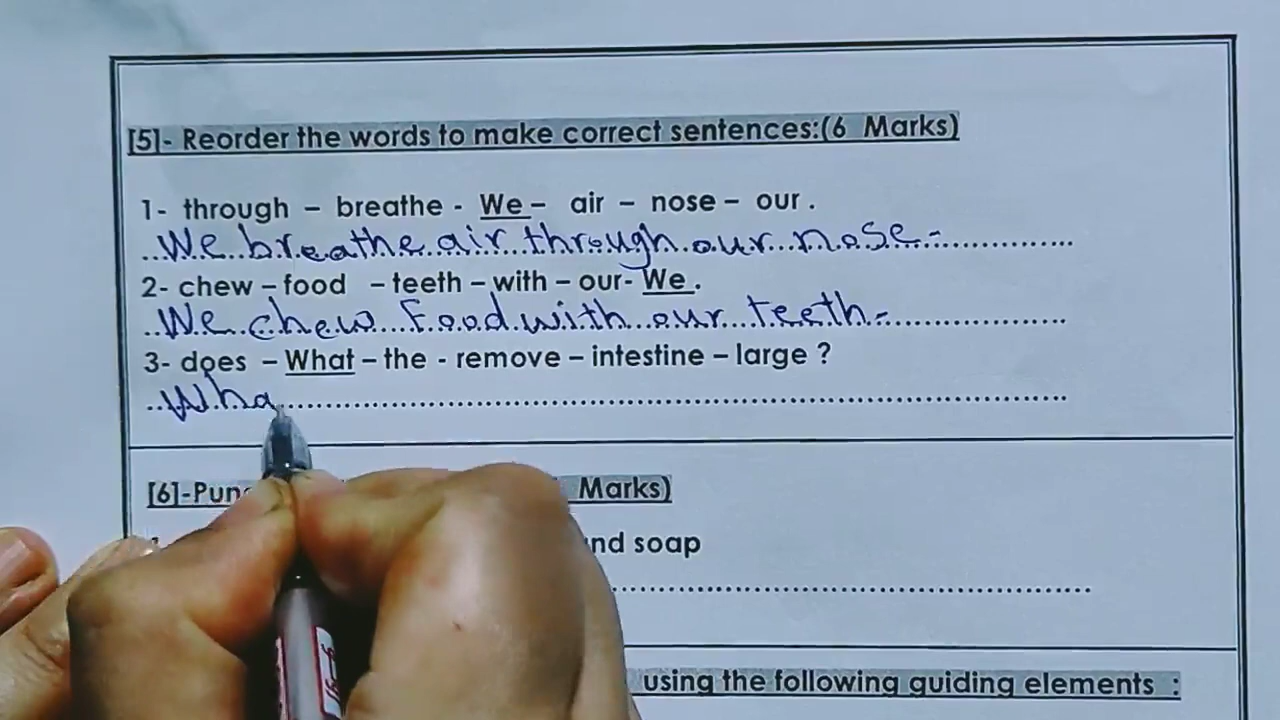 [5]- Reorder the words to make correct sentences:(6 Marks)
1- through – breathe - We – air – nose – our .
We breathe air through our nose.
2- chew – food – teeth – with – our- We .
We chew food with our teeth.
3- does – What – the - remove – intestine – large ?
Wha
[6]- Marks)
soap
using the following guiding elements :